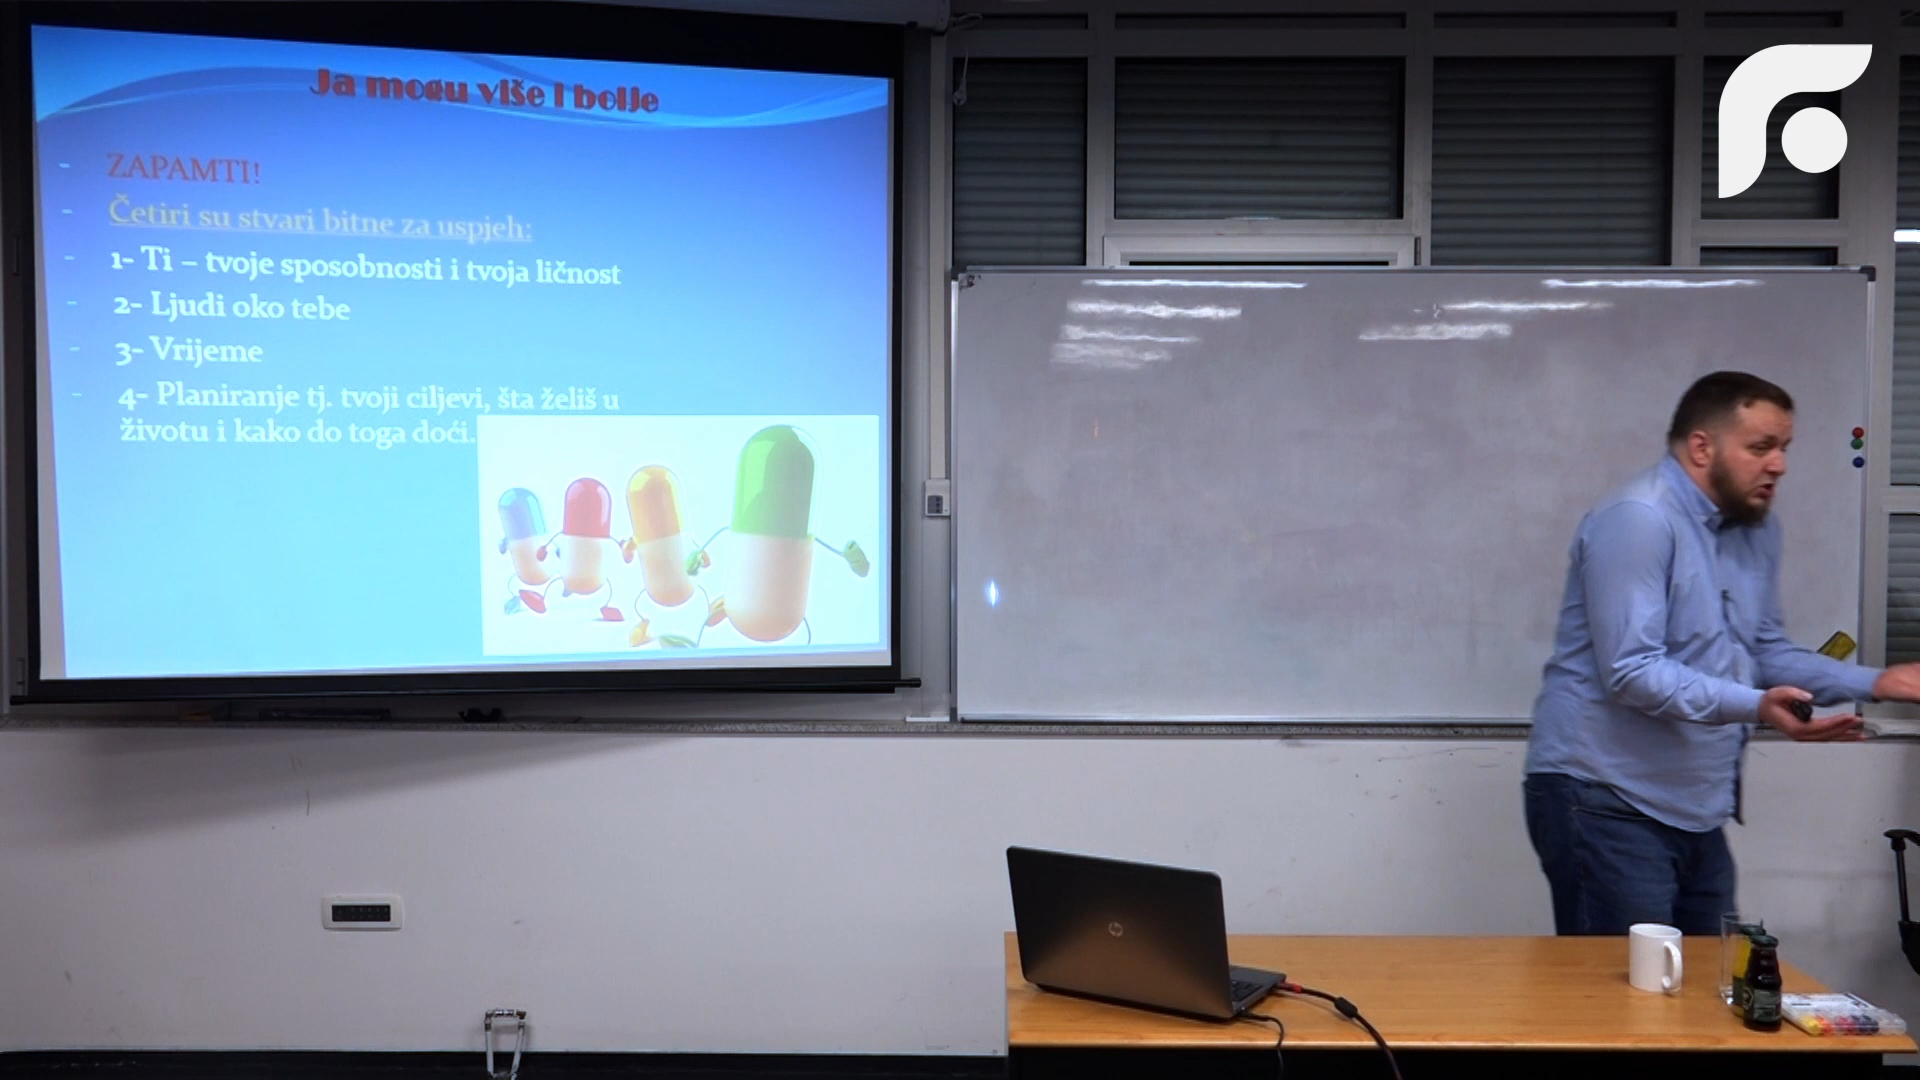 Ja mogu više I bolje
- ZAPAMTI!
- Četiri su stvari bitne za uspjeh:
- 1- Ti – tvoje sposobnosti i tvoja ličnost
- 2- Ljudi oko tebe
- 3- Vrijeme
- 4- Planiranje tj. tvoji ciljevi, šta želiš u
životu i kako do toga doći.
hp